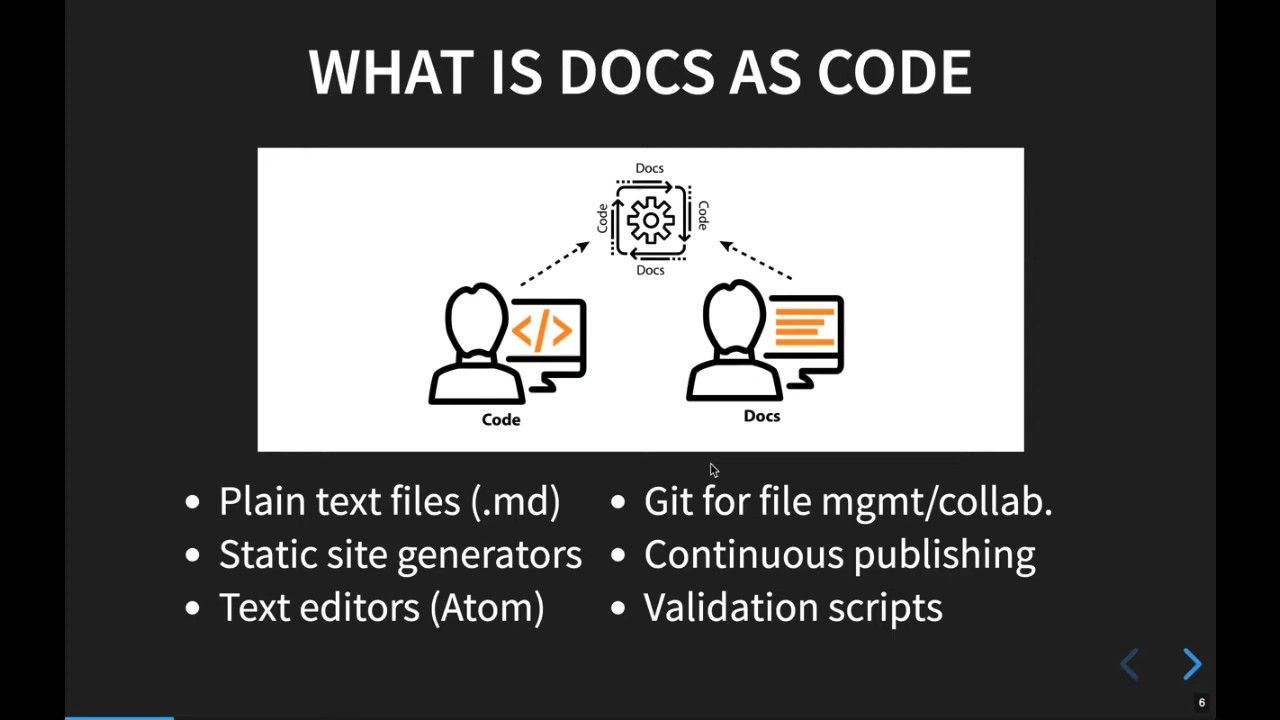 WHAT IS DOCS AS CODE
Docs
Code
Code
Docs
</>
Code
Docs
• Plain text files (.md)
• Static site generators
• Text editors (Atom)
• Git for file mgmt/collab.
• Continuous publishing
• Validation scripts
6